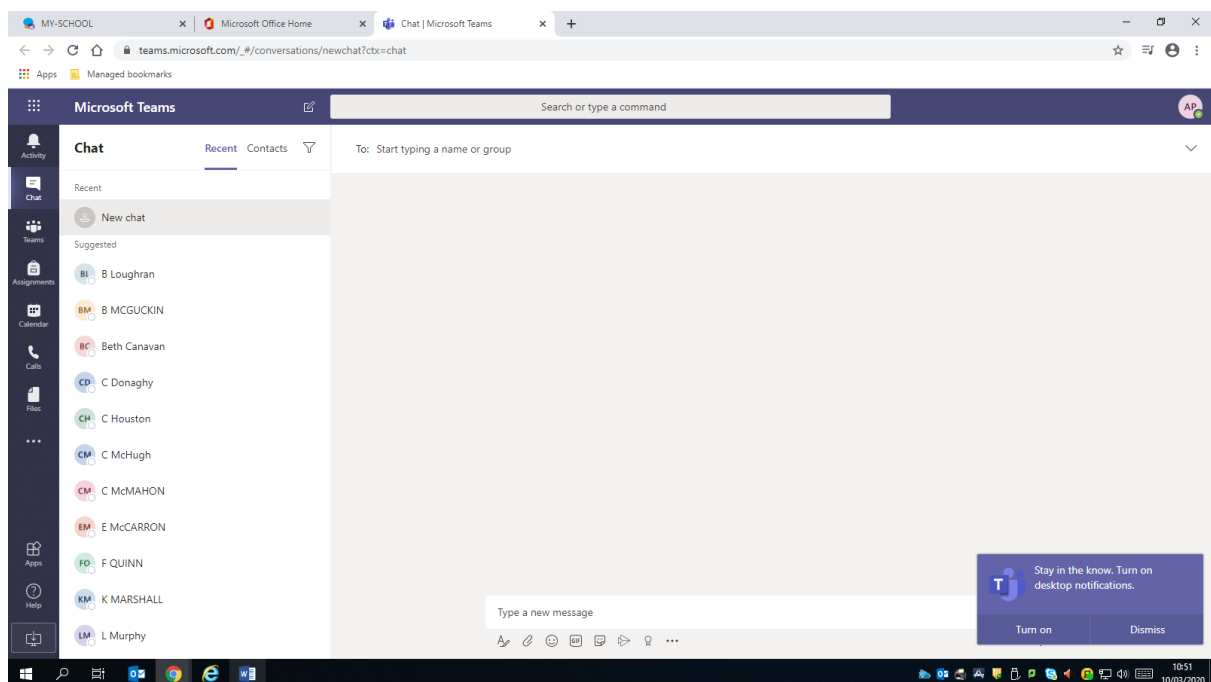 MY-SCHOOL
Microsoft Office Home
Chat | Microsoft Teams
teams.microsoft.com/_#/conversations/newchat?ctx=chat
Apps
Managed bookmarks
Microsoft Teams
Search or type a command
AP
Activity
Chat
Teams
Assignments
Calendar
Calls
Files
Apps
Help
Chat
Recent
Contacts
To: Start typing a name or group
Recent
New chat
Suggested
BL B Loughran
BM B MCGUCKIN
BC Beth Canavan
CD C Donaghy
CH C Houston
CM C McHugh
CM C McMAHON
EM E McCARRON
FO F QUINN
KM K MARSHALL
LM L Murphy
Type a new message
GIF
T
Stay in the know. Turn on
desktop notifications.
Turn on
Dismiss
10:51
10/03/2020